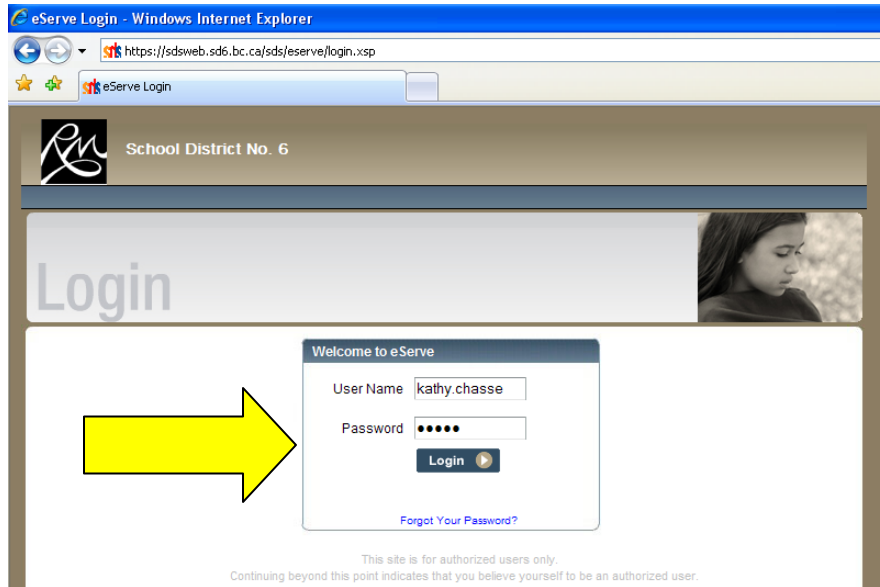 eServe Login - Windows Internet Explorer
https://sdsweb.sd6.bc.ca/sds/eserve/login.xsp
eServe Login
RM School District No. 6
Login
Welcome to eServe
User Name kathy.chasse
Password •••••
Login
Forgot Your Password?
This site is for authorized users only.
Continuing beyond this point indicates that you believe yourself to be an authorized user.